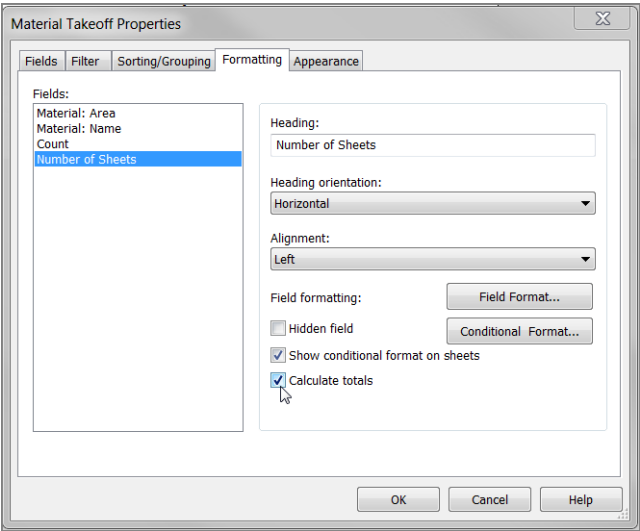 Material Takeoff Properties
Fields Filter Sorting/Grouping Formatting Appearance
Fields:
Material: Area
Material: Name
Count
Number of Sheets
Heading:
Number of Sheets
Heading orientation:
Horizontal
Alignment:
Left
Field formatting:
Field Format...
Hidden field
Conditional Format...
Show conditional format on sheets
Calculate totals
OK Cancel Help